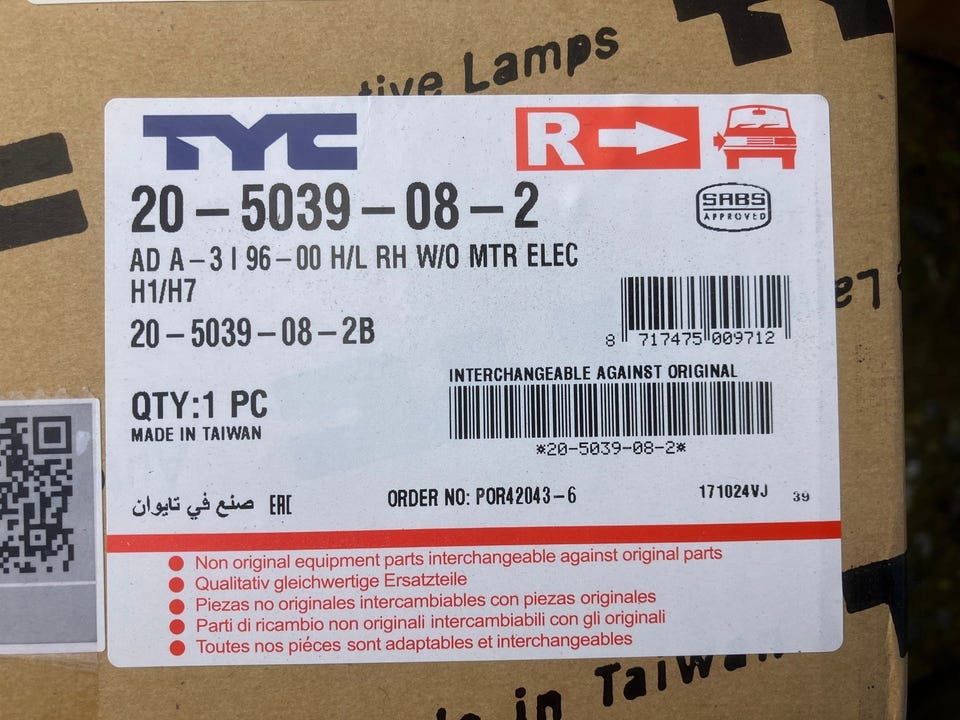 tive Lamps
TYC
R
20-5039-08-2
SABS
APPROVED
AD A-3 I 96-00 H/L RH W/O MTR ELEC
H1/H7
20-5039-08-2B
8 717475 009712
INTERCHANGEABLE AGAINST ORIGINAL
*20-5039-08-2*
QTY:1 PC
MADE IN TAIWAN
صنع في تايوان EAC
ORDER NO: POR42043-6
171024VJ 39
Non original equipment parts interchangeable against original parts
Qualitativ gleichwertige Ersatzteile
Piezas no originales intercambiables con piezas originales
Parti di ricambio non originali intercambiabili con gli originali
Toutes nos piéces sont adaptables et interchangeables
in Taiwan